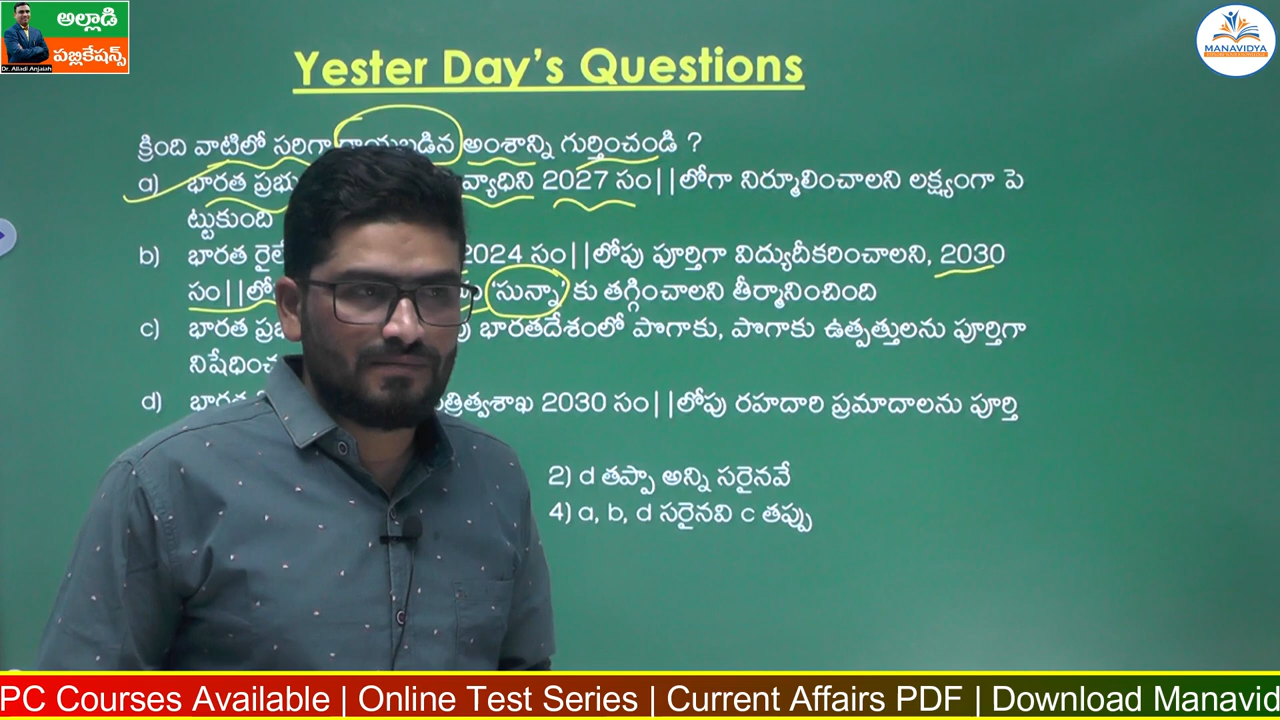 అల్లాడి
పబ్లికేషన్స్
Dr. Alladi Anjaiah
MANAVIDYA
Yester Day's Questions
క్రింది వాటిలో సరిగా అంశాన్ని గుర్తించండి ?
a) భారత వ్యాధిని 2027 సం||లోగా నిర్మూలించాలని లక్ష్యంగా పె
ట్టుకుంది
b) భారత 2024 సం||లోపు పూర్తిగా విద్యుదీకరించాలని, 2030
'సున్నా' కు తగ్గించాలని తీర్మానించింది
c) భారత భారతదేశంలో పొగాకు, పొగాకు ఉత్పత్తులను పూర్తిగా
d) 2030 సం||లోపు రహదారి ప్రమాదాలను పూర్తి
2) d తప్పా అన్ని సరైనవే
4) a, b, d సరైనవి c తప్పు
PC Courses Available | Online Test Series | Current Affairs PDF | Download Manavid